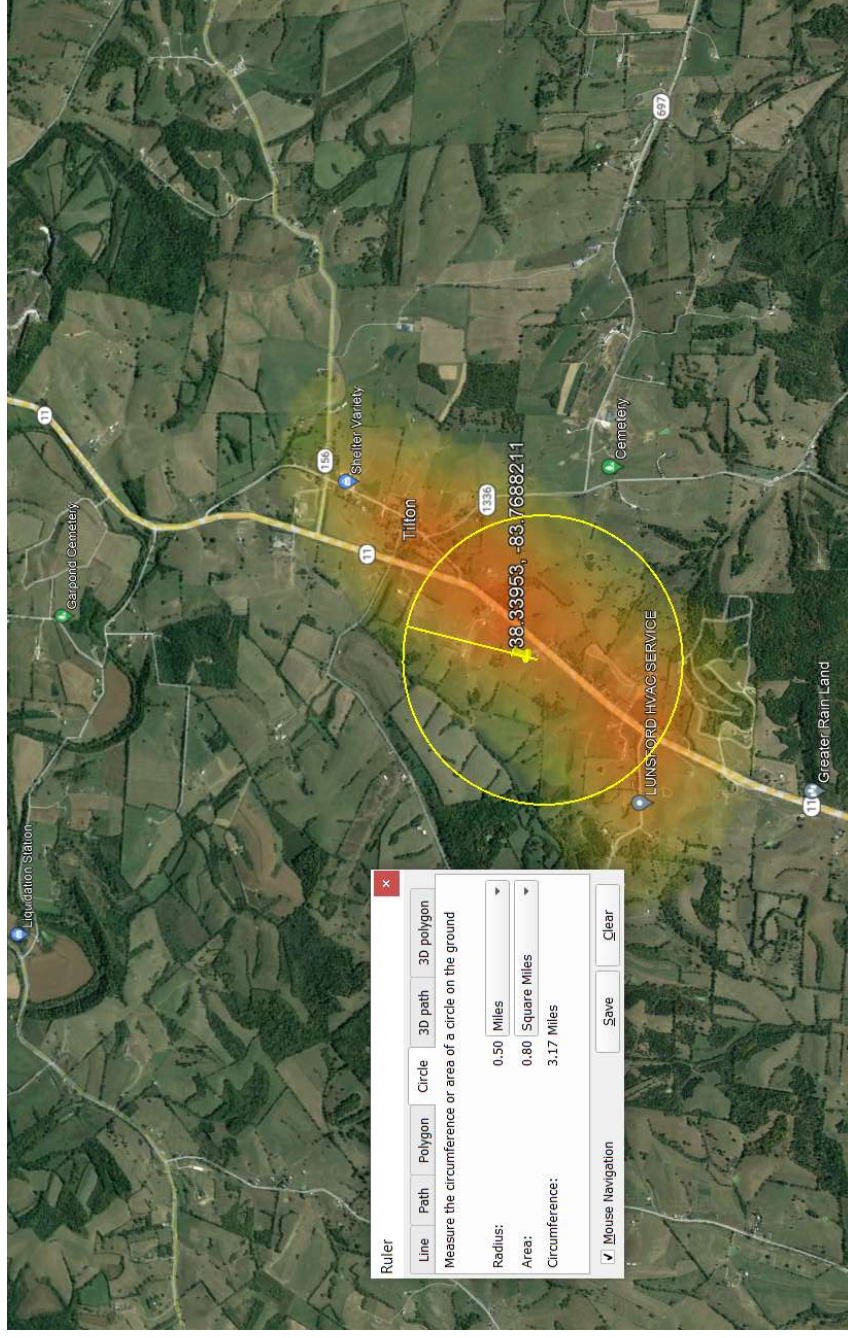 Liquidation Station
Garpond Cemetery
11
156
Shelter Variety
11
Tilton
1336
697
Cemetery
38.33953, -83.7688211
LUNSFORD HVAC SERVICE
11
Greater Rain Land
Ruler
×
Line
Path
Polygon
Circle
3D path
3D polygon
Measure the circumference or area of a circle on the ground
Radius: 0.50 Miles
Area: 0.80 Square Miles
Circumference: 3.17 Miles
Mouse Navigation
Save
Clear